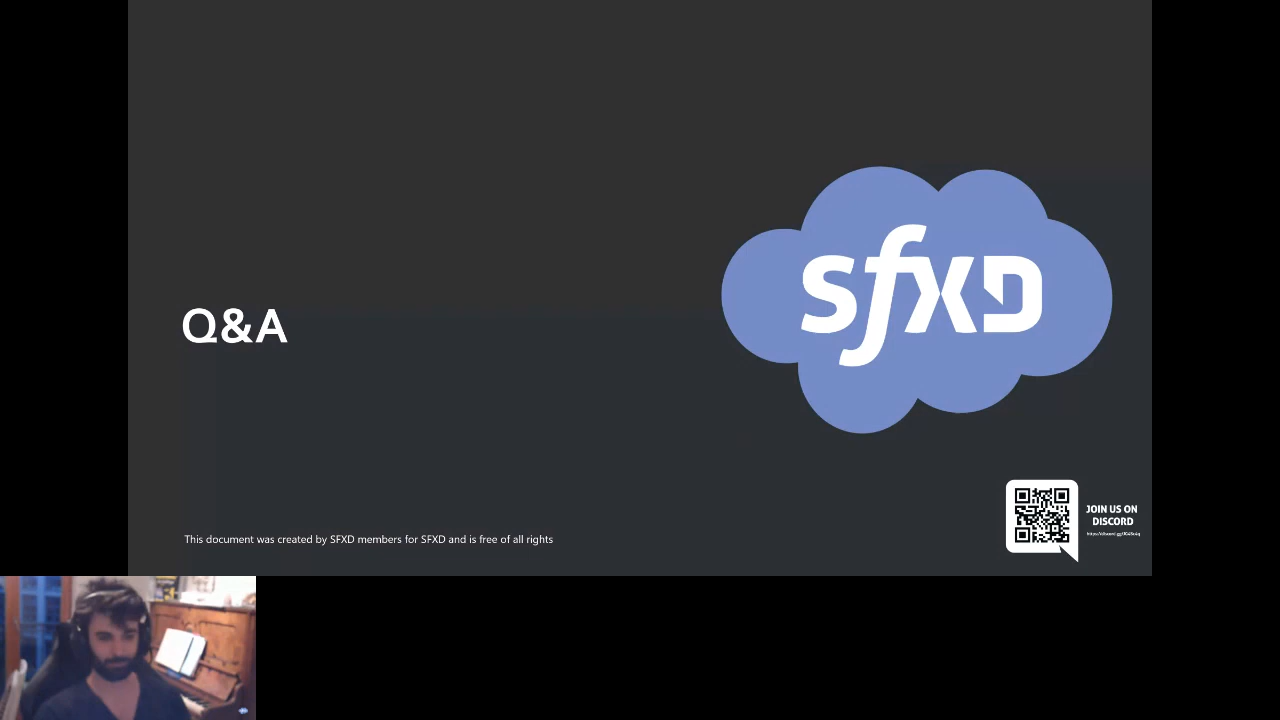 Q&A
sfXD
JOIN US ON
DISCORD
This document was created by SFXD members for SFXD and is free of all rights